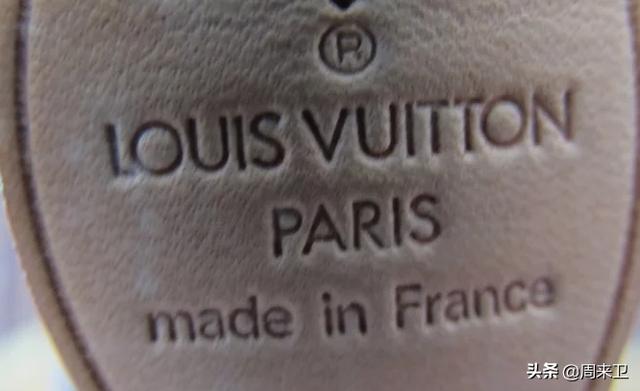 ®
LOUIS VUITTON
PARIS
made in France
头条 @周来卫